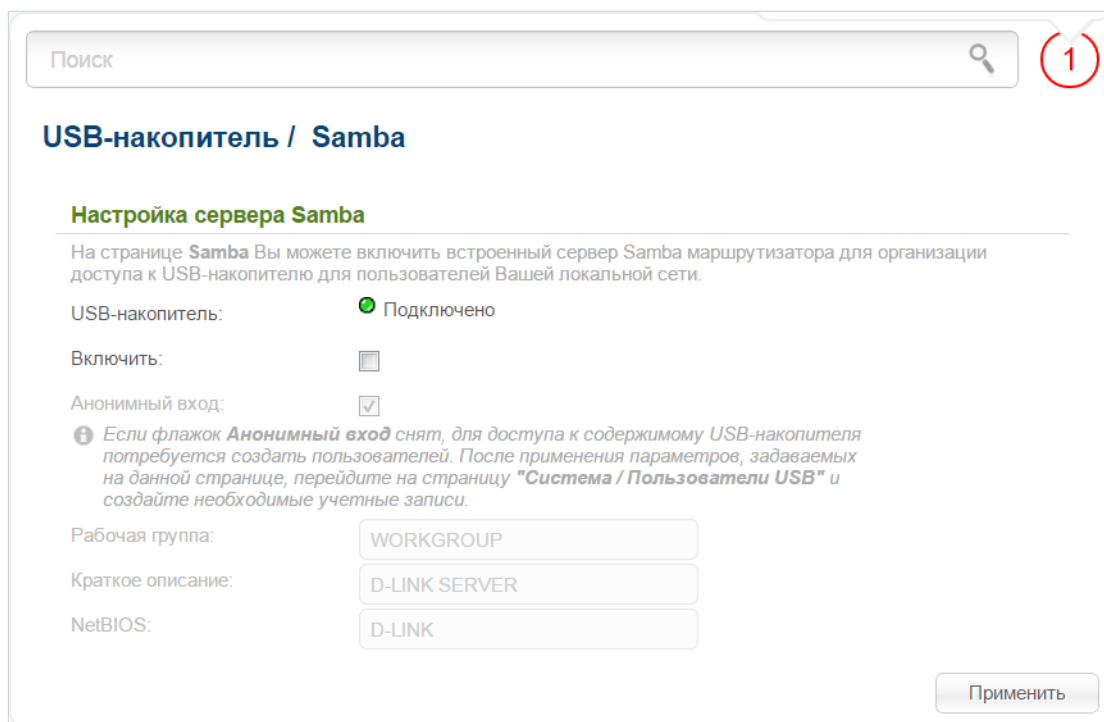 Поиск
1
USB-накопитель / Samba
Настройка сервера Samba
На странице Samba Вы можете включить встроенный сервер Samba маршрутизатора для организации
доступа к USB-накопителю для пользователей Вашей локальной сети.
USB-накопитель: Подключено
Включить:
Анонимный вход:
Если флажок Анонимный вход снят, для доступа к содержимому USB-накопителя
потребуется создать пользователей. После применения параметров, задаваемых
на данной странице, перейдите на страницу "Система / Пользователи USB" и
создайте необходимые учетные записи.
Рабочая группа: WORKGROUP
Краткое описание: D-LINK SERVER
NetBIOS: D-LINK
Применить